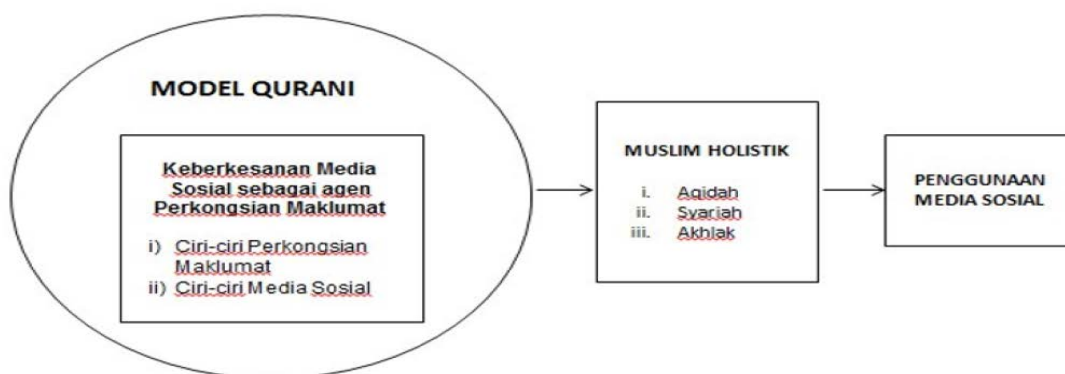 MODEL QURANI
Keberkesanan Media
Sosial sebagai agen
Perkongsian Maklumat
i) Ciri-ciri Perkongsian
Maklumat
ii) Ciri-ciri Media Sosial
MUSLIM HOLISTIK
i. Aqidah
ii. Syariah
iii. Akhlak
PENGGUNAAN
MEDIA SOSIAL